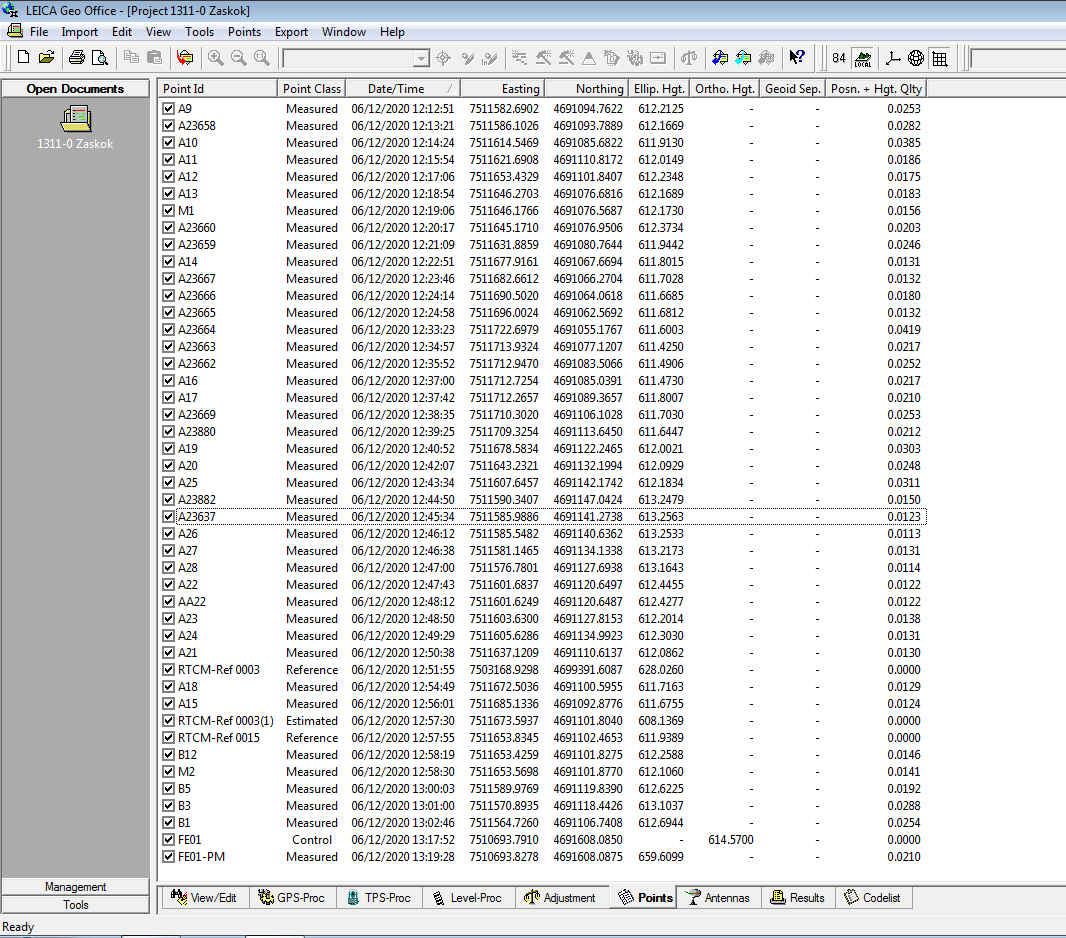 LEICA Geo Office - [Project 1311-0 Zaskok]
File Import Edit View Tools Points Export Window Help
84 LOCAL
Open Documents
1311-0 Zaskok
Point Id Point Class Date/Time / Easting Northing Ellip. Hgt. Ortho. Hgt. Geoid Sep. Posn. + Hgt. Qlty
A9 Measured 06/12/2020 12:12:51 7511582.6902 4691094.7622 612.2125 - - 0.0253
A23658 Measured 06/12/2020 12:13:21 7511586.1026 4691093.7889 612.1669 - - 0.0282
A10 Measured 06/12/2020 12:14:24 7511614.5469 4691085.6822 611.9130 - - 0.0385
A11 Measured 06/12/2020 12:15:54 7511621.6908 4691110.8172 612.0149 - - 0.0186
A12 Measured 06/12/2020 12:17:06 7511653.4329 4691101.8407 612.2348 - - 0.0175
A13 Measured 06/12/2020 12:18:54 7511646.2703 4691076.6816 612.1689 - - 0.0183
M1 Measured 06/12/2020 12:19:06 7511646.1766 4691076.5687 612.1730 - - 0.0156
A23660 Measured 06/12/2020 12:20:17 7511645.1710 4691076.9506 612.3734 - - 0.0203
A23659 Measured 06/12/2020 12:21:09 7511631.8859 4691080.7644 611.9442 - - 0.0246
A14 Measured 06/12/2020 12:22:51 7511677.9161 4691067.6694 611.8015 - - 0.0131
A23667 Measured 06/12/2020 12:23:46 7511682.6612 4691066.2704 611.7028 - - 0.0132
A23666 Measured 06/12/2020 12:24:14 7511690.5020 4691064.0618 611.6685 - - 0.0180
A23665 Measured 06/12/2020 12:24:58 7511696.0024 4691062.5692 611.6812 - - 0.0132
A23664 Measured 06/12/2020 12:33:23 7511722.6979 4691055.1767 611.6003 - - 0.0419
A23663 Measured 06/12/2020 12:34:57 7511713.9324 4691077.1207 611.4250 - - 0.0217
A23662 Measured 06/12/2020 12:35:52 7511712.9470 4691083.5066 611.4906 - - 0.0252
A16 Measured 06/12/2020 12:37:00 7511712.7254 4691085.0391 611.4730 - - 0.0217
A17 Measured 06/12/2020 12:37:42 7511712.2657 4691089.3657 611.8007 - - 0.0210
A23669 Measured 06/12/2020 12:38:35 7511710.3020 4691106.1028 611.7030 - - 0.0253
A23880 Measured 06/12/2020 12:39:25 7511709.3254 4691113.6450 611.6447 - - 0.0212
A19 Measured 06/12/2020 12:40:52 7511678.5834 4691122.2465 612.0021 - - 0.0303
A20 Measured 06/12/2020 12:42:07 7511643.2321 4691132.1994 612.0929 - - 0.0248
A25 Measured 06/12/2020 12:43:34 7511607.6457 4691142.1742 612.1834 - - 0.0311
A23882 Measured 06/12/2020 12:44:50 7511590.3407 4691147.0424 613.2479 - - 0.0150
A23637 Measured 06/12/2020 12:45:34 7511585.9886 4691141.2738 613.2563 - - 0.0123
A26 Measured 06/12/2020 12:46:12 7511585.5482 4691140.6362 613.2533 - - 0.0113
A27 Measured 06/12/2020 12:46:38 7511581.1465 4691134.1338 613.2173 - - 0.0131
A28 Measured 06/12/2020 12:47:00 7511576.7801 4691127.6938 613.1643 - - 0.0114
A22 Measured 06/12/2020 12:47:43 7511601.6837 4691120.6497 612.4455 - - 0.0122
AA22 Measured 06/12/2020 12:48:12 7511601.6249 4691120.6487 612.4277 - - 0.0122
A23 Measured 06/12/2020 12:48:50 7511603.6300 4691127.8153 612.2014 - - 0.0138
A24 Measured 06/12/2020 12:49:29 7511605.6286 4691134.9923 612.3030 - - 0.0131
A21 Measured 06/12/2020 12:50:38 7511637.1209 4691110.6137 612.0862 - - 0.0130
RTCM-Ref 0003 Reference 06/12/2020 12:51:55 7503168.9298 4699391.6087 628.0260 - - 0.0000
A18 Measured 06/12/2020 12:54:49 7511672.5036 4691100.5955 611.7163 - - 0.0129
A15 Measured 06/12/2020 12:56:01 7511685.1336 4691092.8776 611.6755 - - 0.0124
RTCM-Ref 0003(1) Estimated 06/12/2020 12:57:30 7511673.5937 4691101.8040 608.1369 - - 0.0000
RTCM-Ref 0015 Reference 06/12/2020 12:57:55 7511653.8345 4691102.4653 611.9389 - - 0.0000
B12 Measured 06/12/2020 12:58:19 7511653.4259 4691101.8275 612.2588 - - 0.0146
M2 Measured 06/12/2020 12:58:30 7511653.5698 4691101.8770 612.1060 - - 0.0141
B5 Measured 06/12/2020 13:00:03 7511589.9769 4691119.8390 612.6225 - - 0.0192
B3 Measured 06/12/2020 13:01:00 7511570.8935 4691118.4426 613.1037 - - 0.0288
B1 Measured 06/12/2020 13:02:46 7511564.7260 4691106.7408 612.6944 - - 0.0254
FE01 Control 06/12/2020 13:17:52 7510693.7910 4691608.0850 - 614.5700 - 0.0000
FE01-PM Measured 06/12/2020 13:19:28 7510693.8278 4691608.0875 659.6099 - - 0.0210
Management
Tools
View/Edit GPS-Proc TPS-Proc Level-Proc Adjustment Points Antennas Results Codelist
Ready